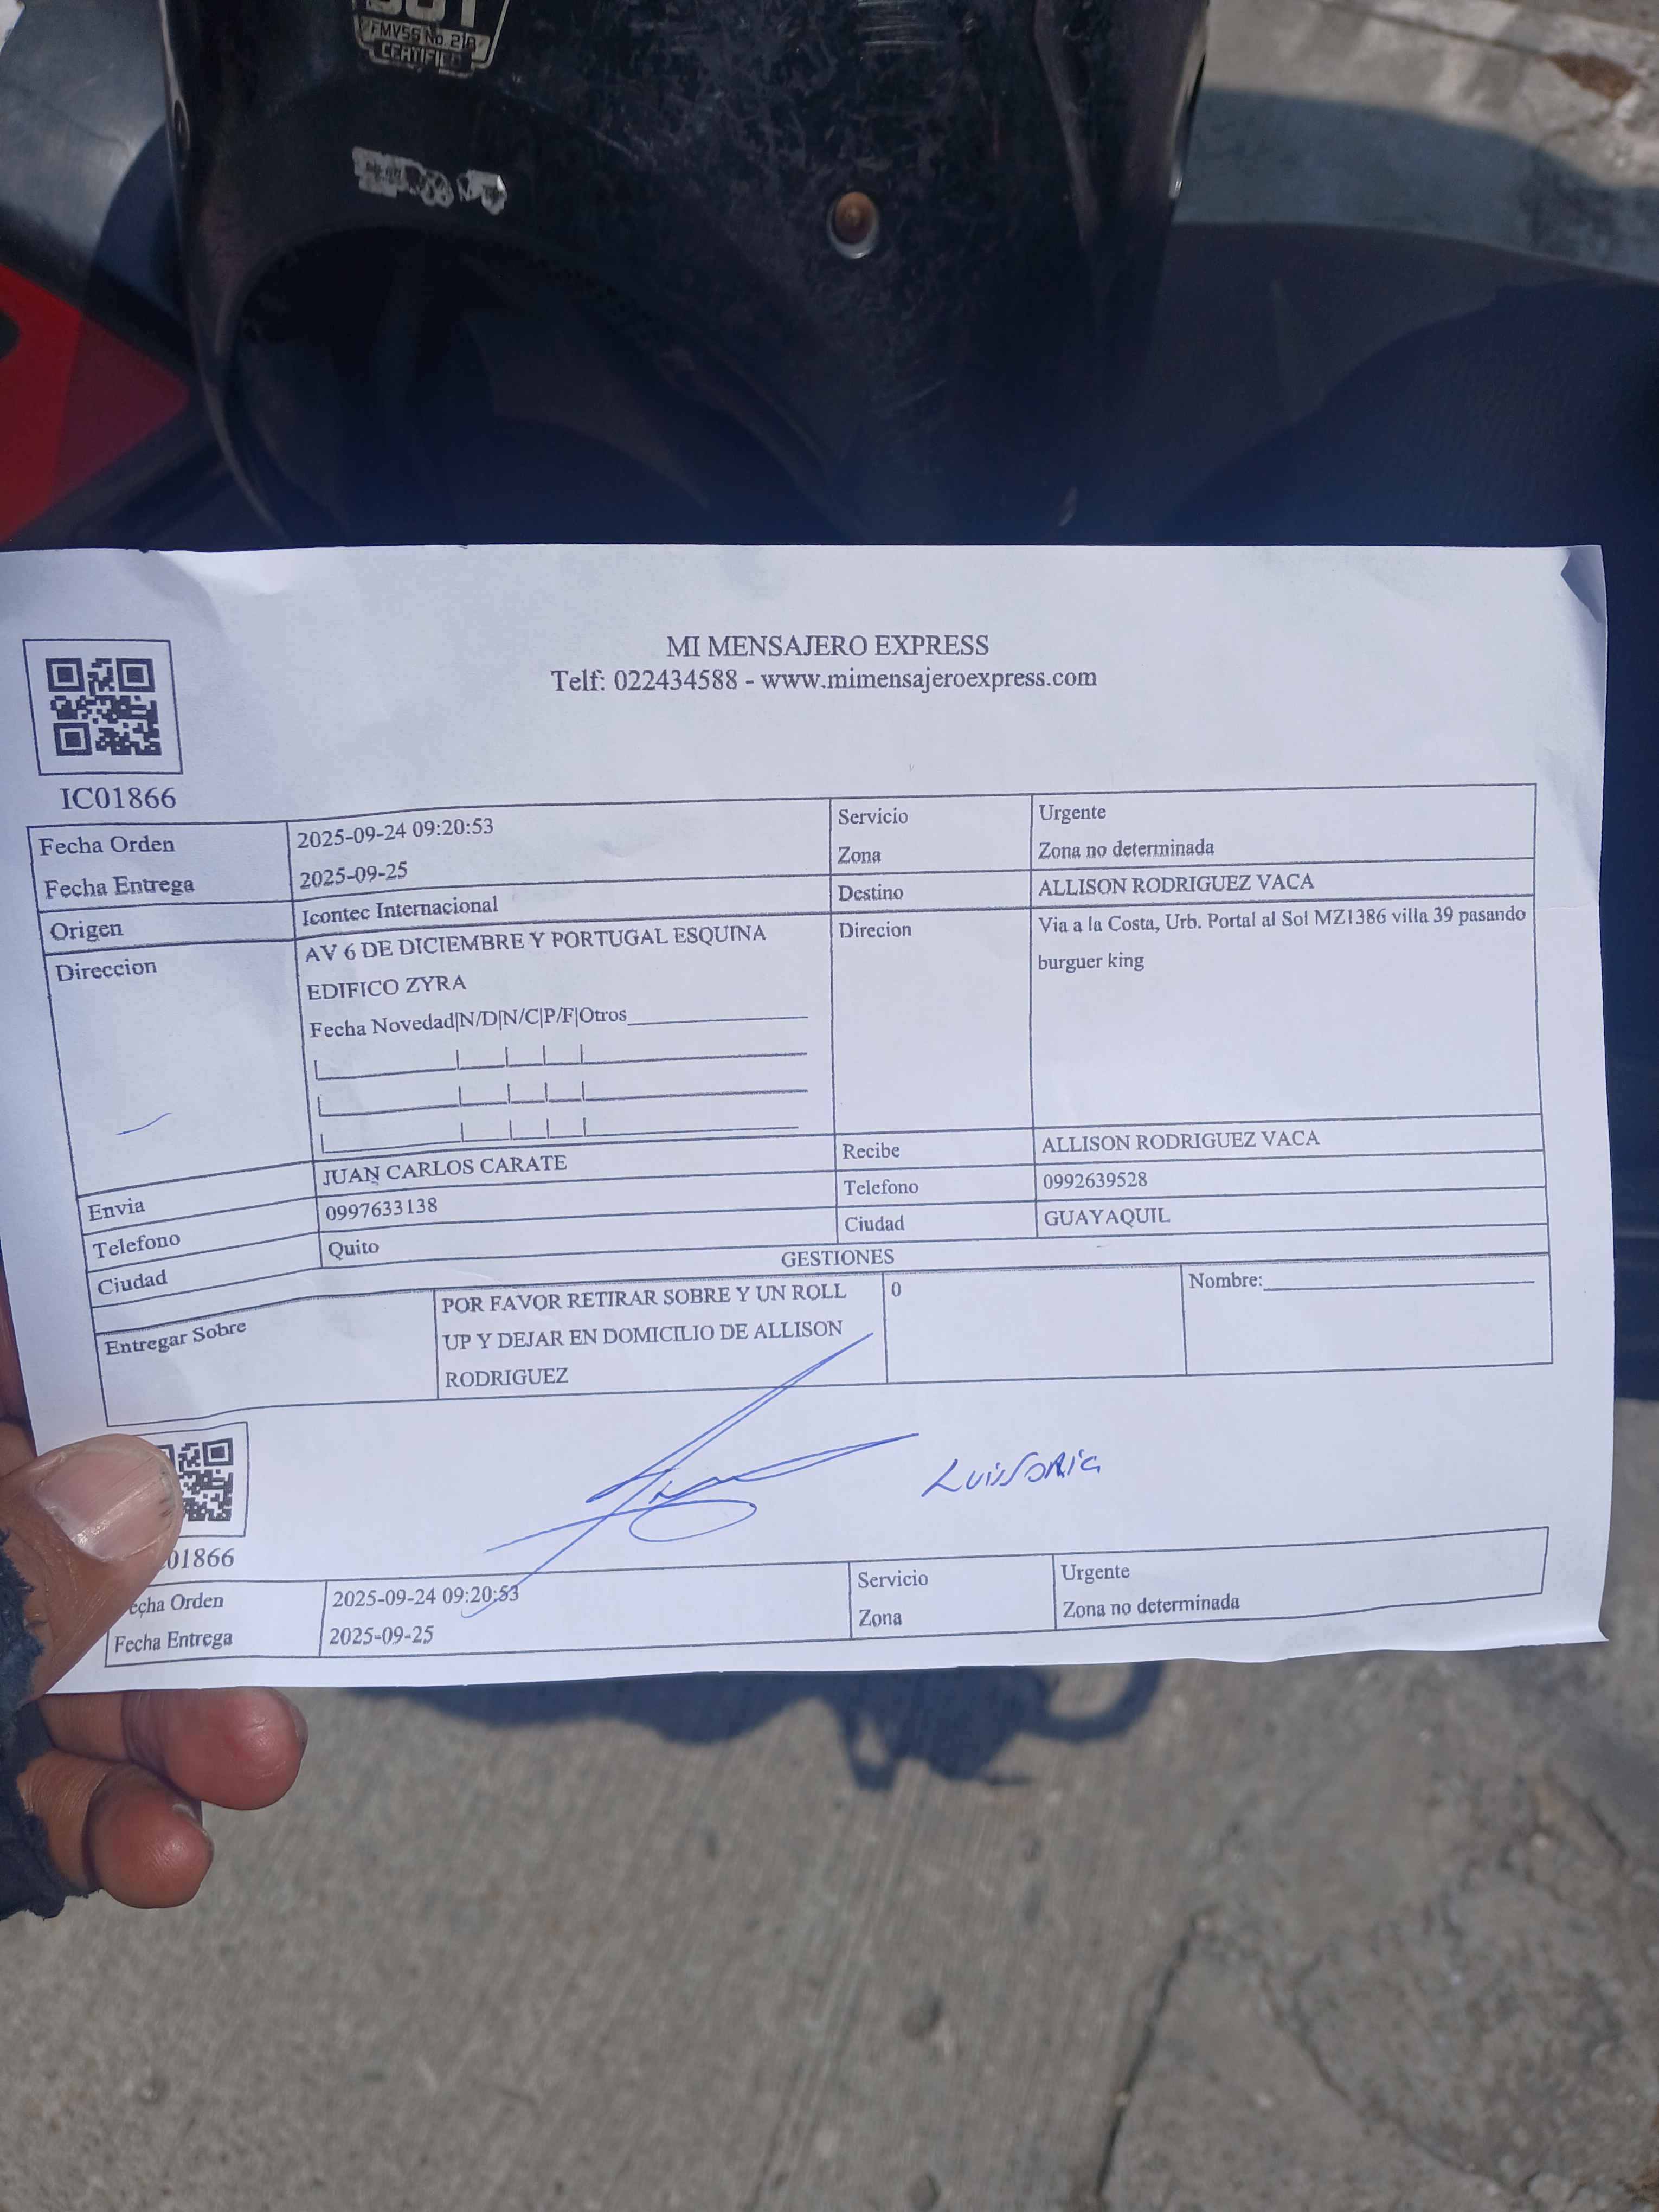 FMVSS No. 218
CERTIFIE
MI MENSAJERO EXPRESS
Telf: 022434588 - www.mimensajeroexpress.com
IC01866
Fecha Orden 2025-09-24 09:20:53 Servicio Urgente
Fecha Entrega 2025-09-25 Zona Zona no determinada
Origen Icontec Internacional Destino ALLISON RODRIGUEZ VACA
Direccion AV 6 DE DICIEMBRE Y PORTUGAL ESQUINA Direcion Via a la Costa, Urb. Portal al Sol MZ1386 villa 39 pasando
EDIFICO ZYRA burguer king
Fecha Novedad|N/D|N/C|P/F|Otros
Envia JUAN CARLOS CARATE Recibe ALLISON RODRIGUEZ VACA
Telefono 0997633138 Telefono 0992639528
Ciudad Quito Ciudad GUAYAQUIL
GESTIONES
Entregar Sobre POR FAVOR RETIRAR SOBRE Y UN ROLL 0 Nombre:
UP Y DEJAR EN DOMICILIO DE ALLISON
RODRIGUEZ
Luis Soria
01866
echa Orden 2025-09-24 09:20:53 Servicio Urgente
Fecha Entrega 2025-09-25 Zona Zona no determinada